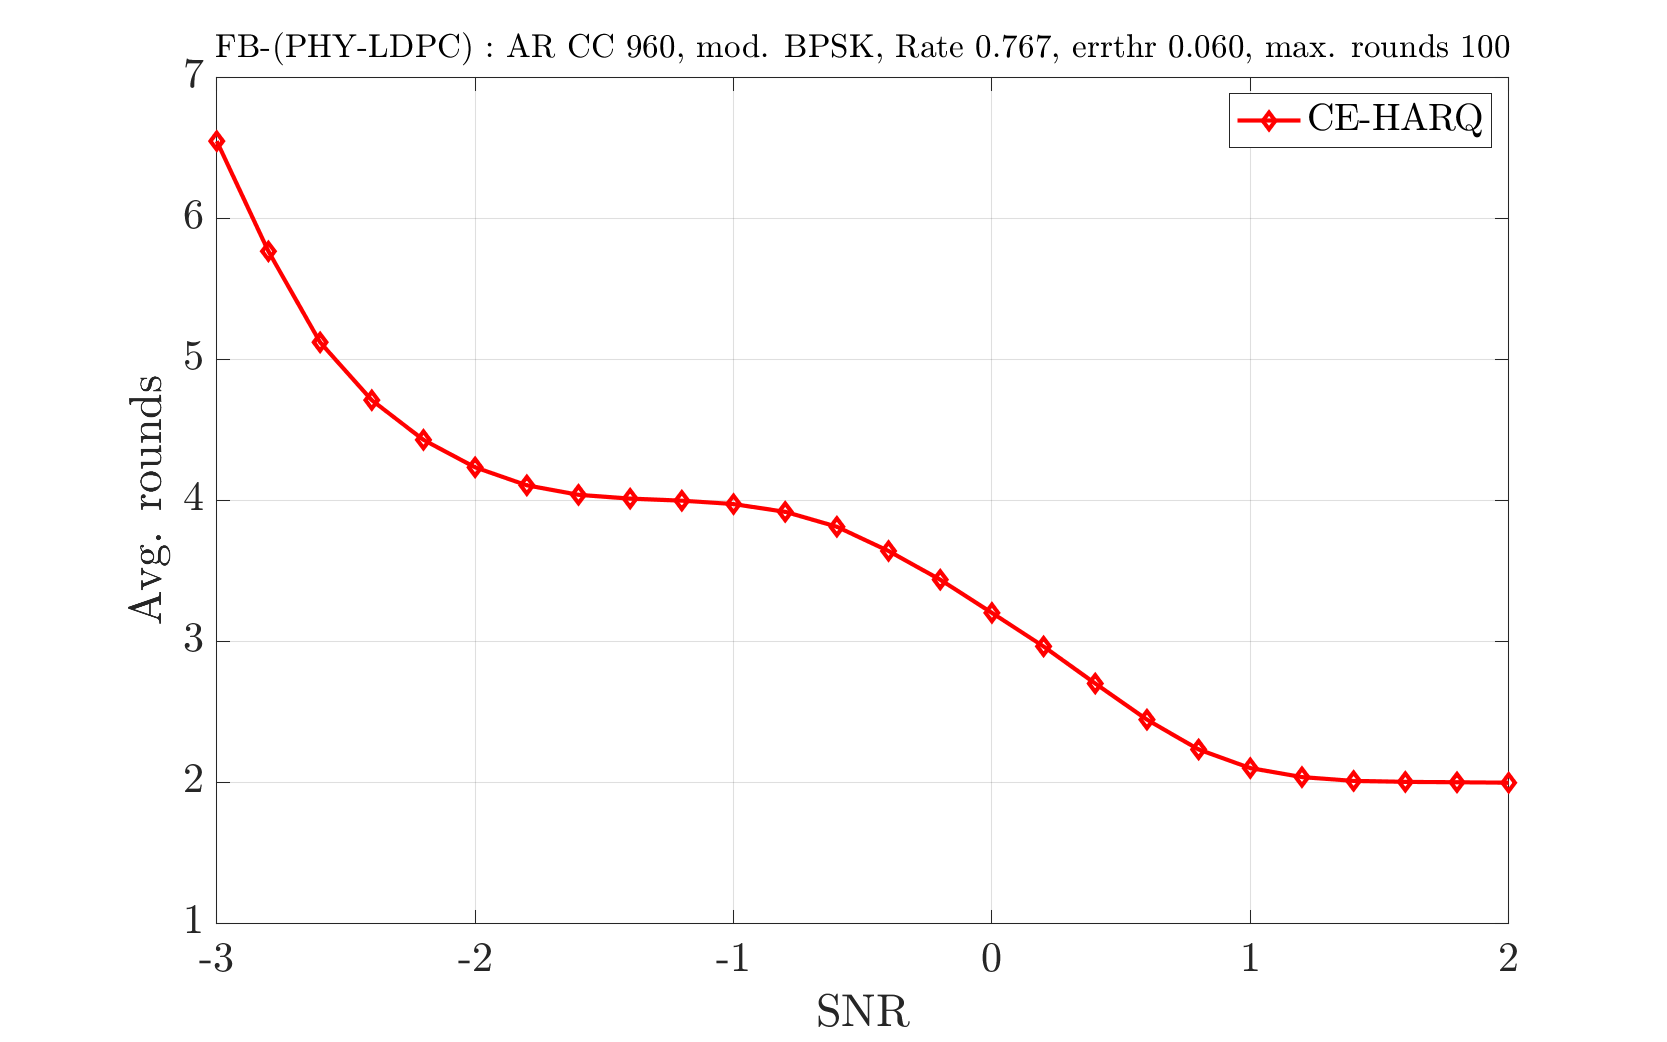 FB-(PHY-LDPC) : AR CC 960, mod. BPSK, Rate 0.767, errthr 0.060, max. rounds 100
CE-HARQ
7
6
5
4
3
2
1
Avg. rounds
-3 -2 -1 0 1 2
SNR